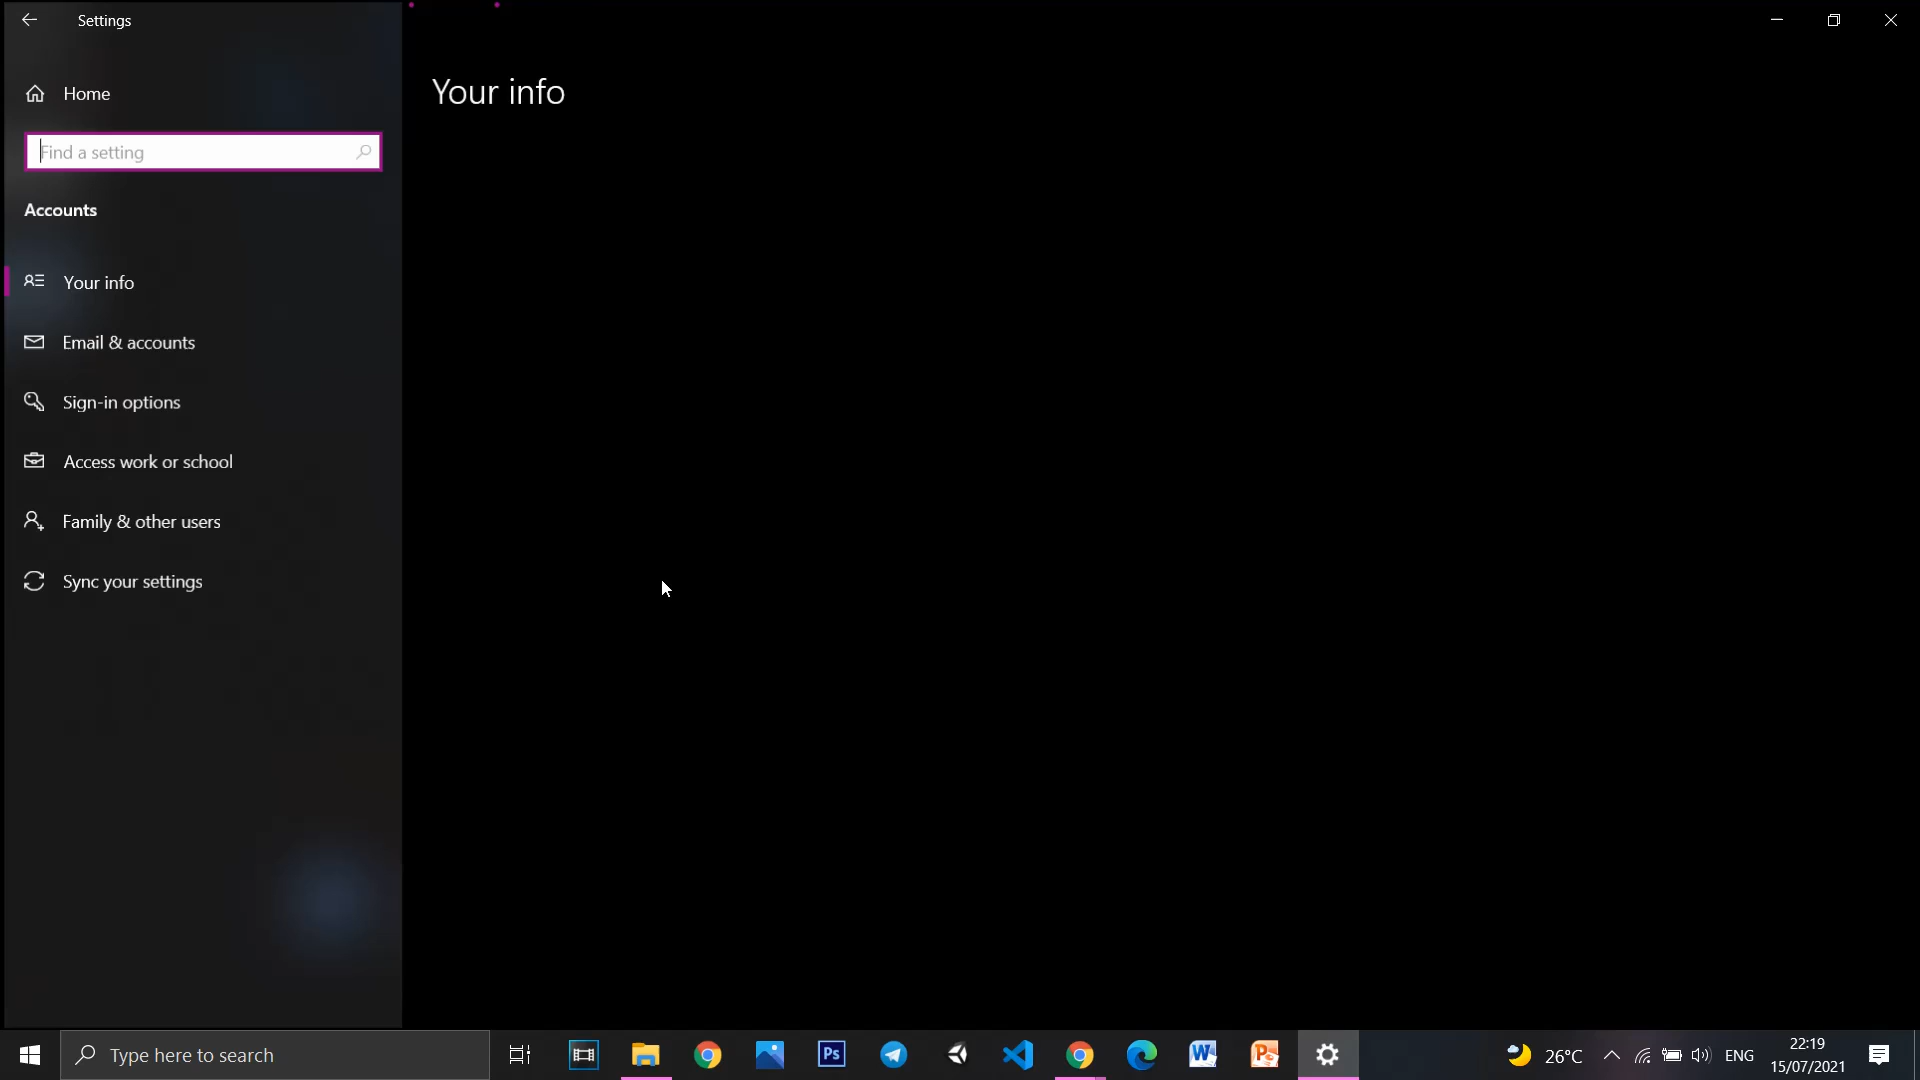 Settings
Home
Find a setting
Accounts
Your info
Email & accounts
Sign-in options
Access work or school
Family & other users
Sync your settings
Your info
Type here to search
Ps
26°C
ENG
22:19
15/07/2021